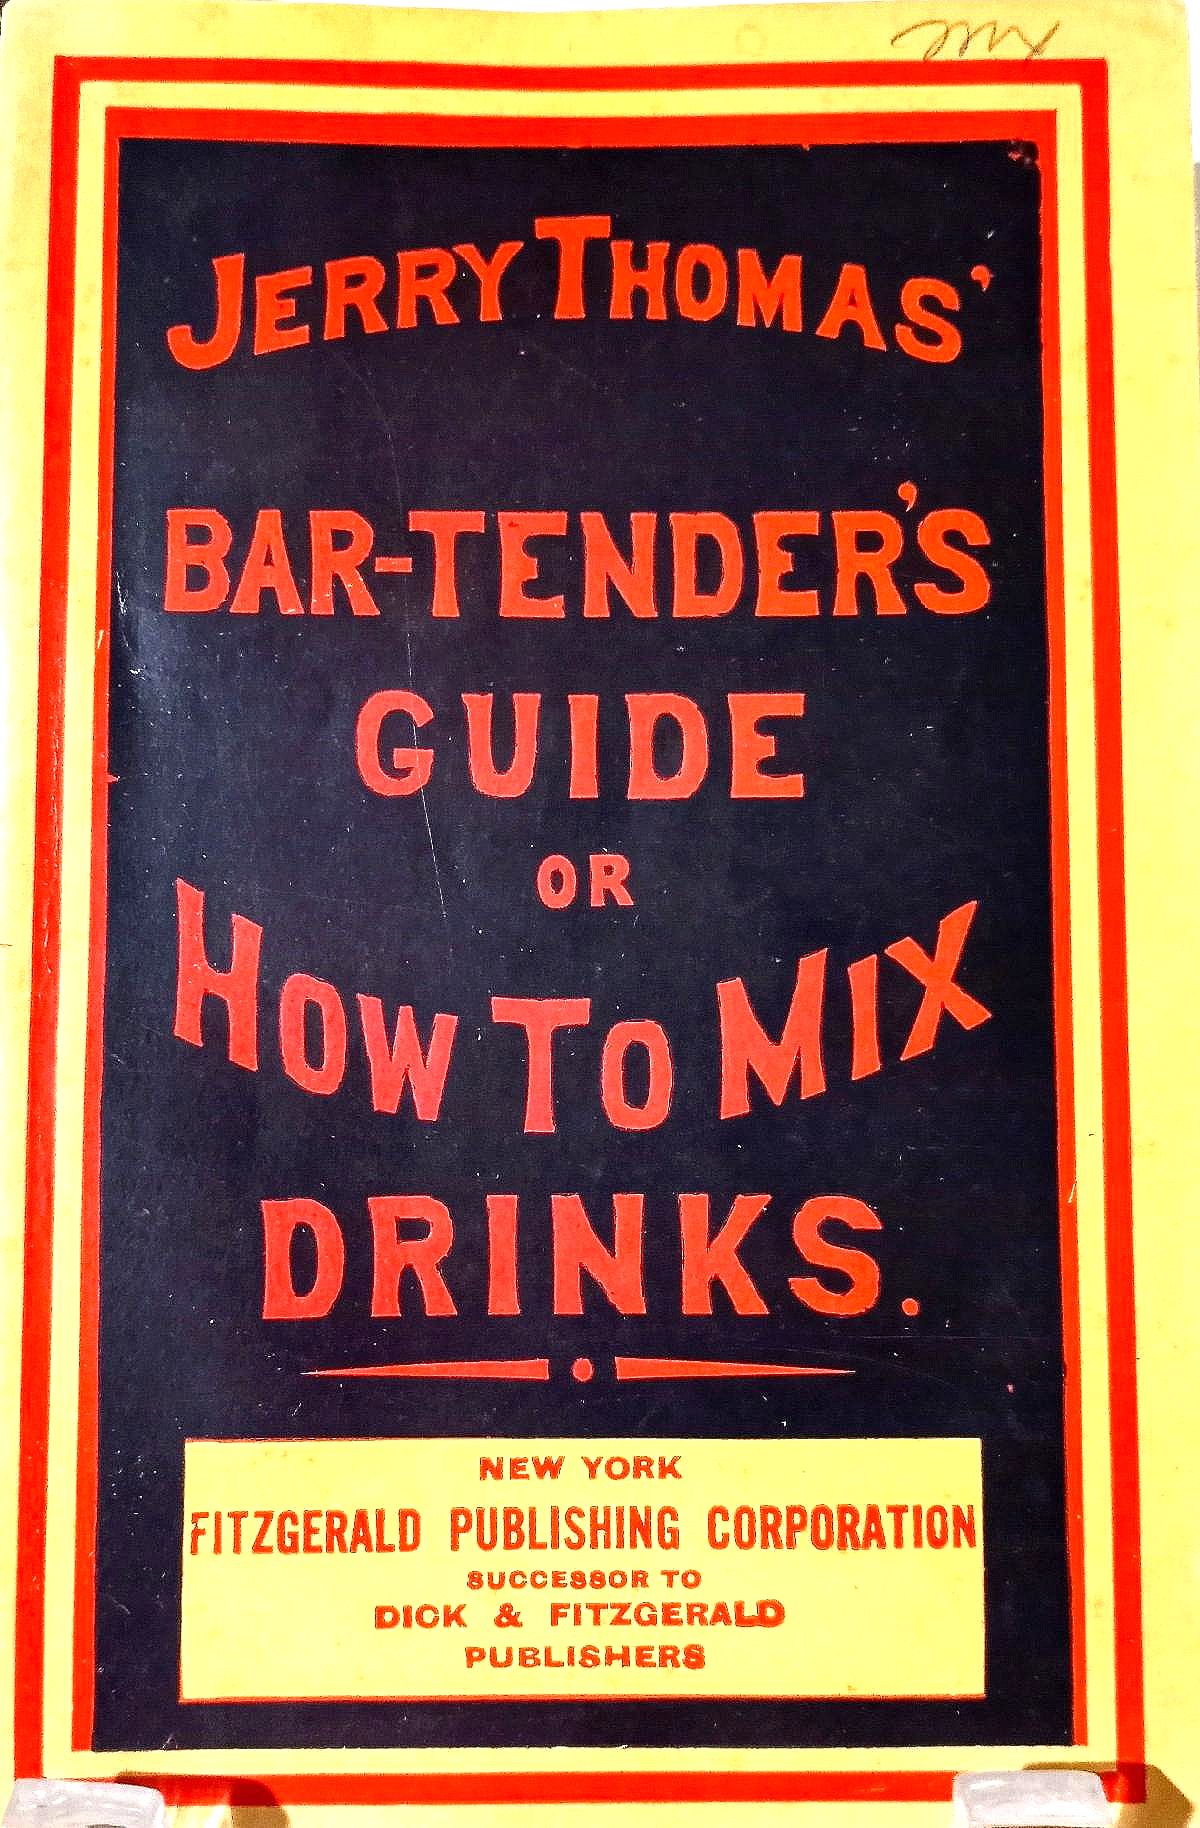 JERRY THOMAS'
BAR-TENDER'S
GUIDE
OR
HOW TO MIX
DRINKS.
NEW YORK
FITZGERALD PUBLISHING CORPORATION
SUCCESSOR TO
DICK & FITZGERALD
PUBLISHERS